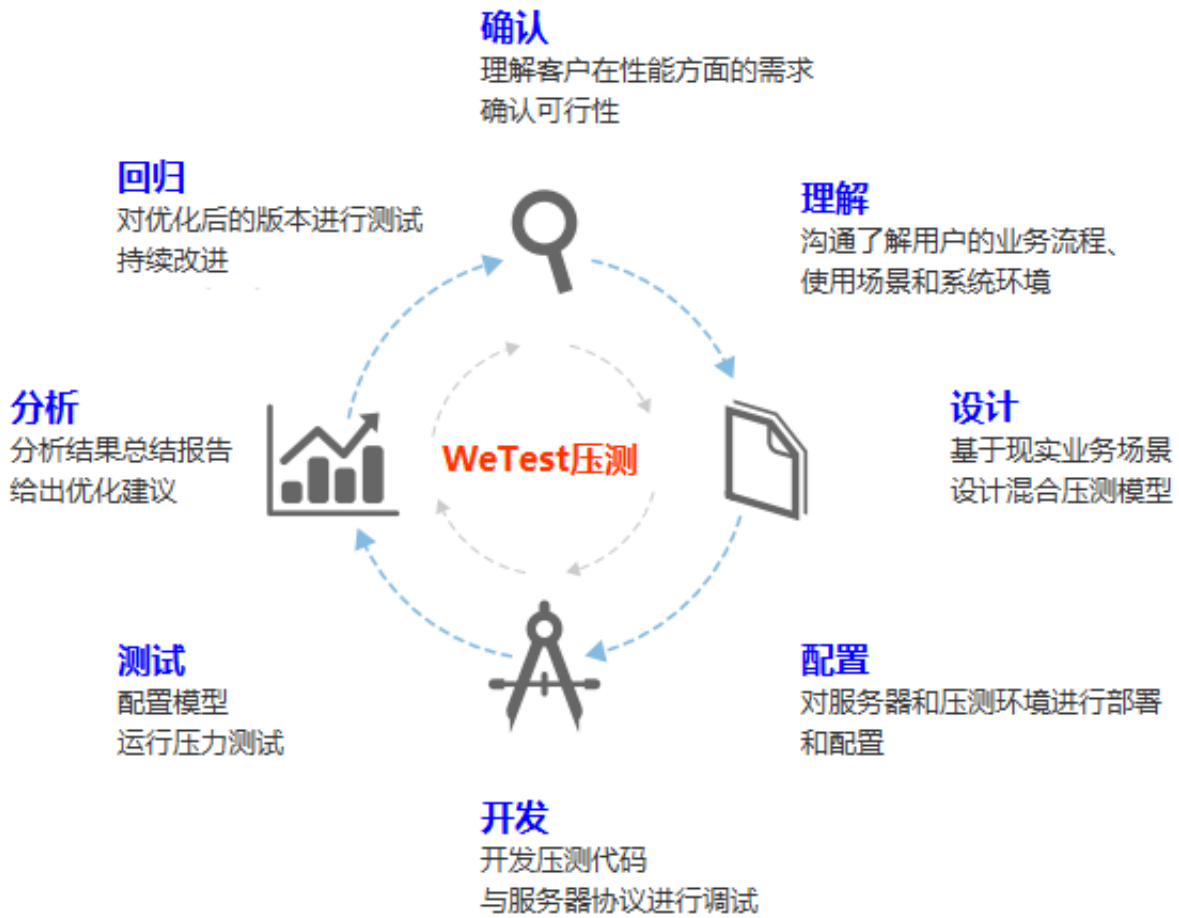 确认
理解客户在性能方面的需求
确认可行性
理解
沟通了解用户的业务流程、
使用场景和系统环境
设计
基于现实业务场景
设计混合压测模型
配置
对服务器和压测环境进行部署
和配置
开发
开发压测代码
与服务器协议进行调试
测试
配置模型
运行压力测试
分析
分析结果总结报告
给出优化建议
回归
对优化后的版本进行测试
持续改进
WeTest压测